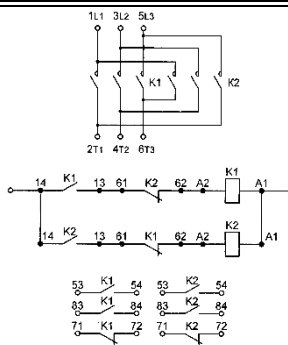 1L1 3L2 5L3
K1 K2
2T1 4T2 6T3
14 K1 13 61 K2 62 A2 K1 A1
14 K2 13 61 K1 62 A2 K2 A1
53 K1 54 53 K2 54
83 K1 84 83 K2 84
71 K1 72 71 K2 72